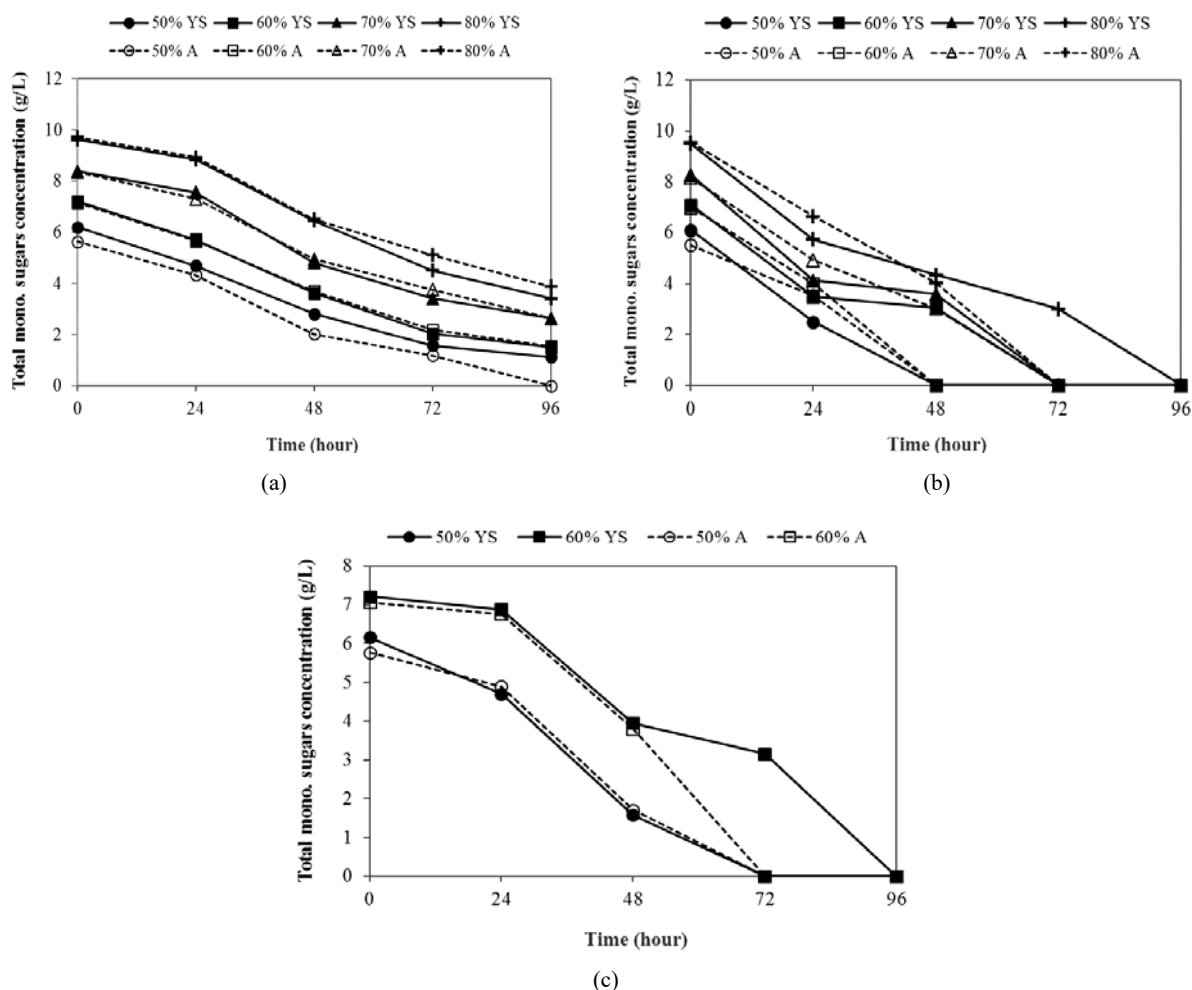 50% YS 60% YS 70% YS 80% YS
50% A 60% A 70% A 80% A
Total mono. sugars concentration (g/L)
12
10
8
6
4
2
0
0 24 48 72 96
Time (hour)
(a)
50% YS 60% YS 70% YS 80% YS
50% A 60% A 70% A 80% A
Total mono. sugars concentration (g/L)
12
10
8
6
4
2
0
0 24 48 72 96
Time (hour)
(b)
50% YS 60% YS 50% A 60% A
Total mono. sugars concentration (g/L)
8
7
6
5
4
3
2
1
0
0 24 48 72 96
Time (hour)
(c)